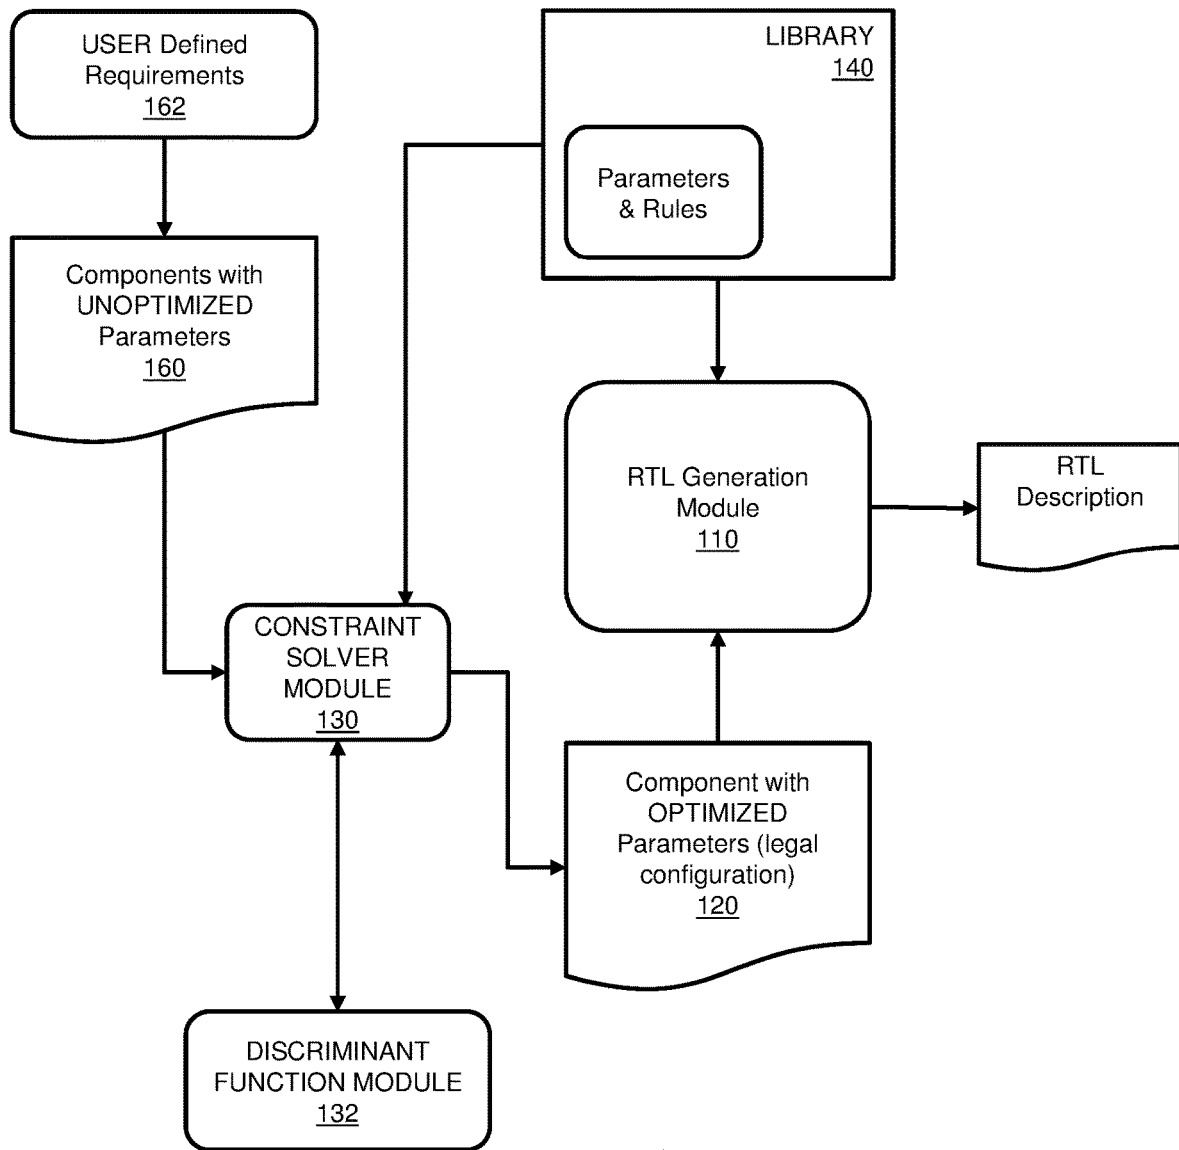 USER Defined
Requirements
162
LIBRARY
140
Parameters
& Rules
Components with
UNOPTIMIZED
Parameters
160
RTL Generation
Module
110
RTL
Description
CONSTRAINT
SOLVER
MODULE
130
Component with
OPTIMIZED
Parameters (legal
configuration)
120
DISCRIMINANT
FUNCTION MODULE
132